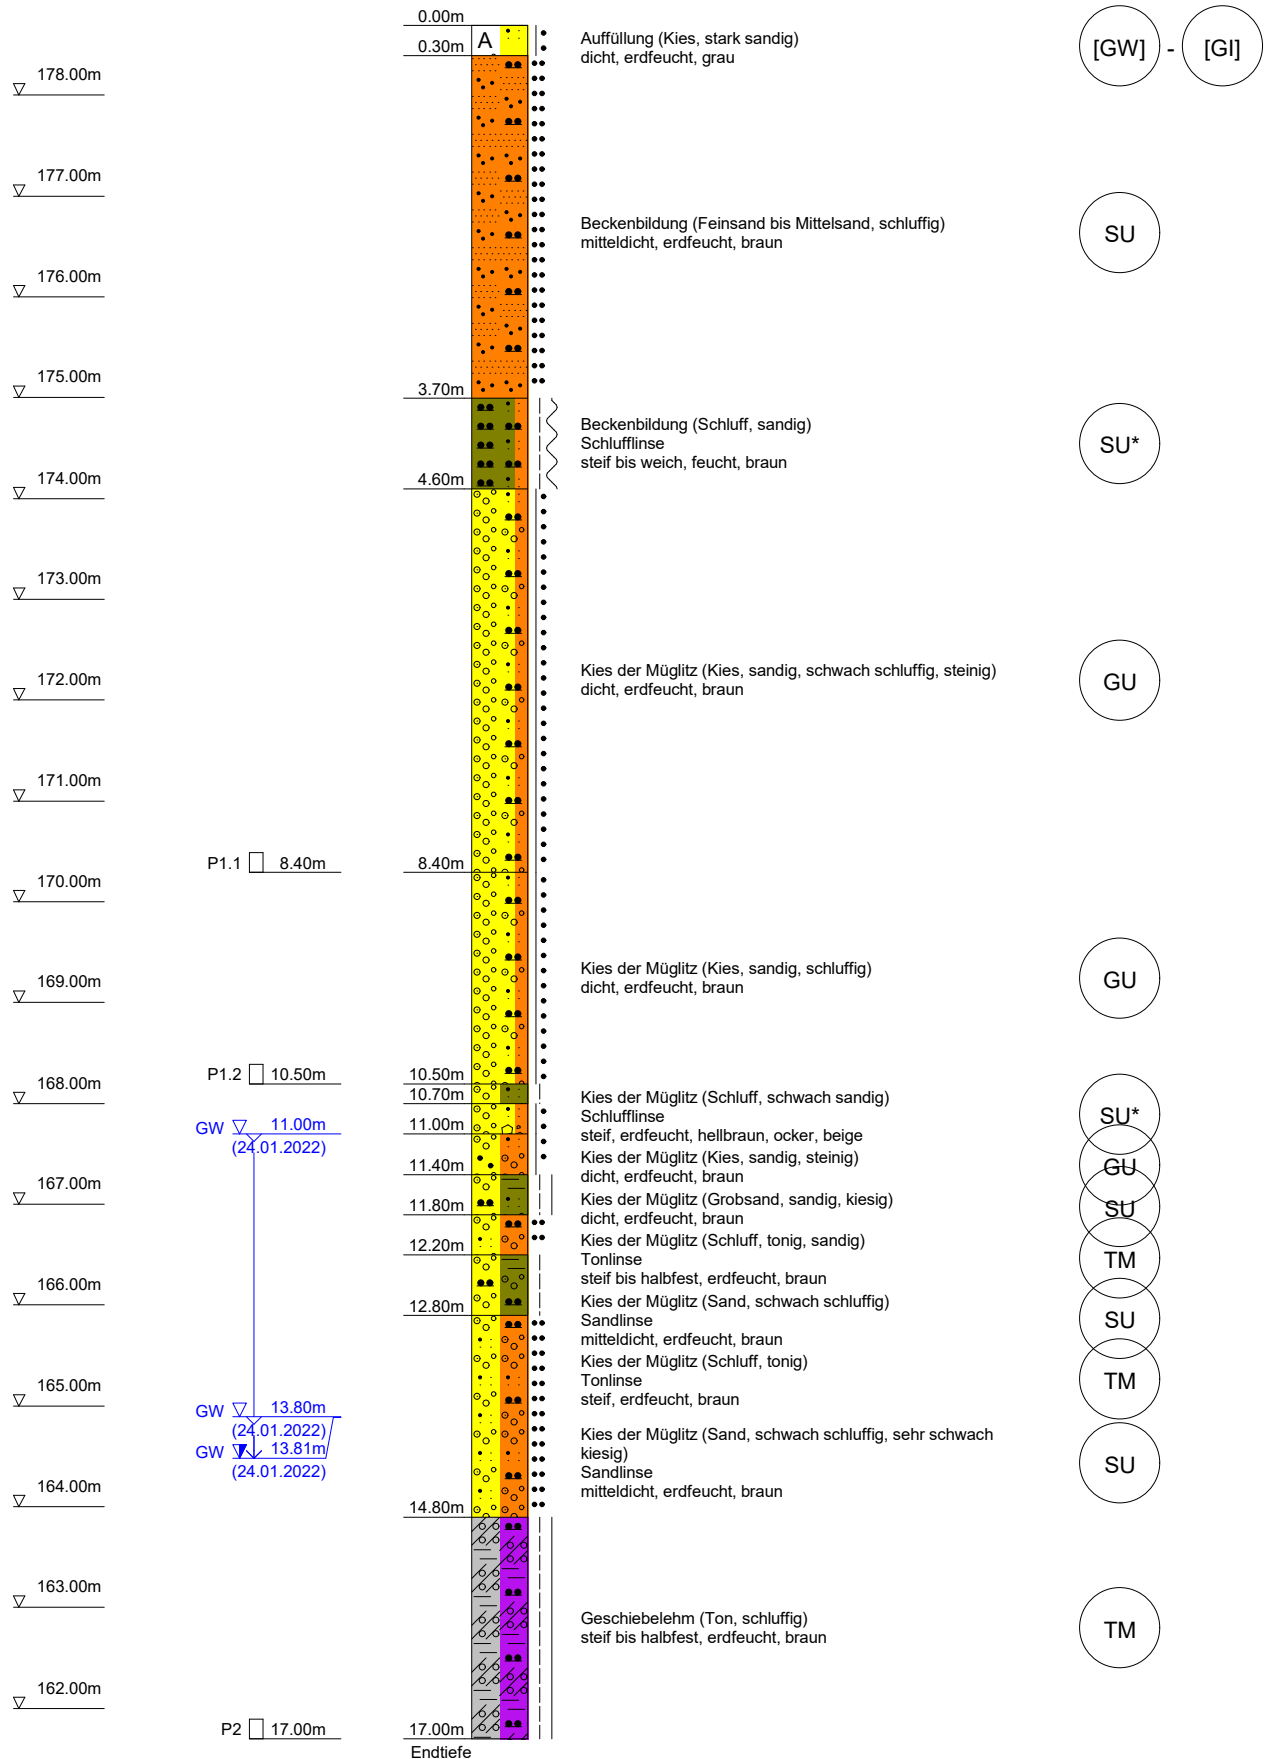 0.00m
A
0.30m
Auffüllung (Kies, stark sandig)
dicht, erdfeucht, grau
[GW] - [GI]
178.00m
177.00m
Beckenbildung (Feinsand bis Mittelsand, schluffig)
mitteldicht, erdfeucht, braun
SU
176.00m
175.00m
3.70m
Beckenbildung (Schluff, sandig)
Schlufflinse
steif bis weich, feucht, braun
SU*
174.00m
4.60m
173.00m
172.00m
Kies der Müglitz (Kies, sandig, schwach schluffig, steinig)
dicht, erdfeucht, braun
GU
171.00m
P1.1 8.40m
8.40m
170.00m
169.00m
Kies der Müglitz (Kies, sandig, schluffig)
dicht, erdfeucht, braun
GU
P1.2 10.50m
10.50m
168.00m
10.70m
Kies der Müglitz (Schluff, schwach sandig)
Schlufflinse
steif, erdfeucht, hellbraun, ocker, beige
SU*
GW 11.00m
(24.01.2022)
11.00m
Kies der Müglitz (Kies, sandig, steinig)
dicht, erdfeucht, braun
GU
11.40m
167.00m
Kies der Müglitz (Grobsand, sandig, kiesig)
dicht, erdfeucht, braun
SU
11.80m
Kies der Müglitz (Schluff, tonig, sandig)
Tonlinse
steif bis halbfest, erdfeucht, braun
TM
12.20m
166.00m
Kies der Müglitz (Sand, schwach schluffig)
Sandlinse
mitteldicht, erdfeucht, braun
SU
12.80m
Kies der Müglitz (Schluff, tonig)
Tonlinse
steif, erdfeucht, braun
TM
165.00m
GW 13.80m
(24.01.2022)
GW 13.81m
(24.01.2022)
Kies der Müglitz (Sand, schwach schluffig, sehr schwach
kiesig)
Sandlinse
mitteldicht, erdfeucht, braun
SU
164.00m
14.80m
163.00m
Geschiebelehm (Ton, schluffig)
steif bis halbfest, erdfeucht, braun
TM
162.00m
P2 17.00m
17.00m
Endtiefe